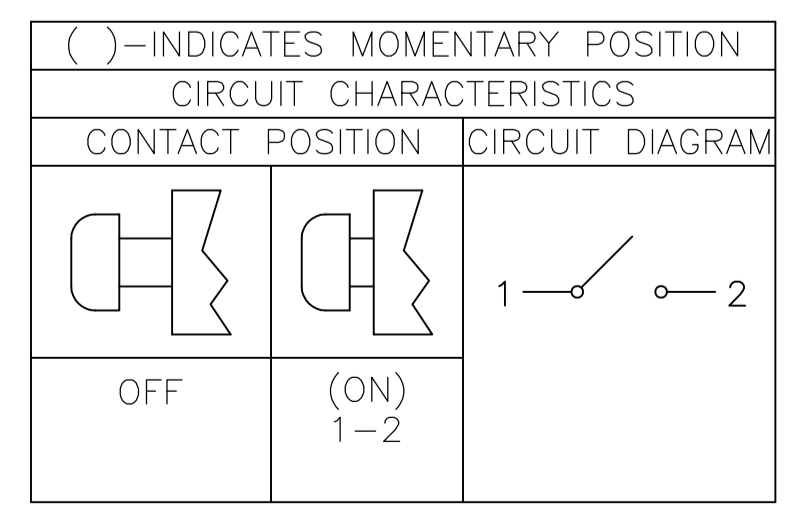 ( )-INDICATES MOMENTARY POSITION
CIRCUIT CHARACTERISTICS
CONTACT POSITION CIRCUIT DIAGRAM
1 2
OFF (ON)
1-2